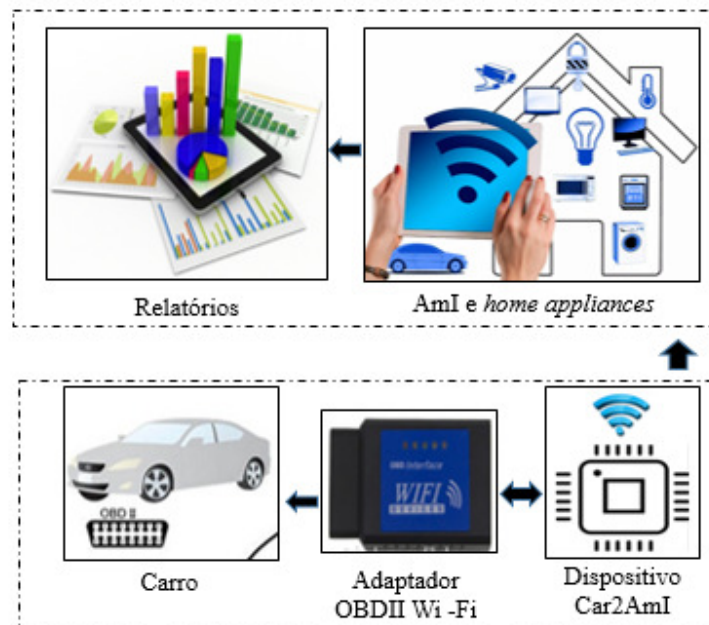 Relatórios
AmI e home appliances
OBD II
WIFI
Carro
Adaptador
OBDII Wi -Fi
Dispositivo
Car2AmI